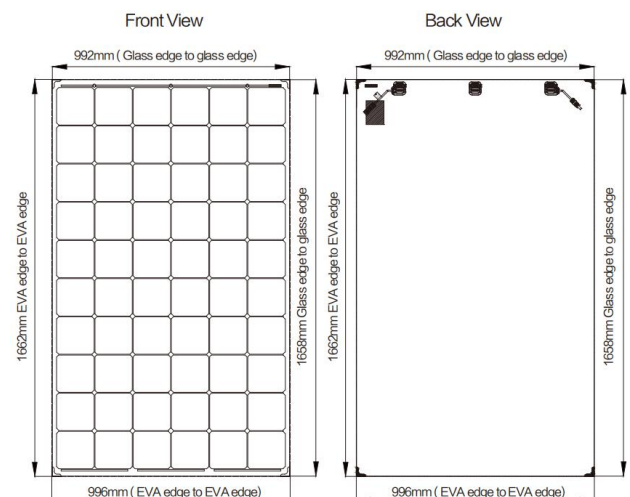 Front View
992mm ( Glass edge to glass edge)
1662mm EVA edge to EVA edge
1658mm Glass edge to glass edge
996mm ( EVA edge to EVA edge)
Back View
992mm ( Glass edge to glass edge)
1662mm EVA edge to EVA edge
1658mm Glass edge to glass edge
996mm ( EVA edge to EVA edge)